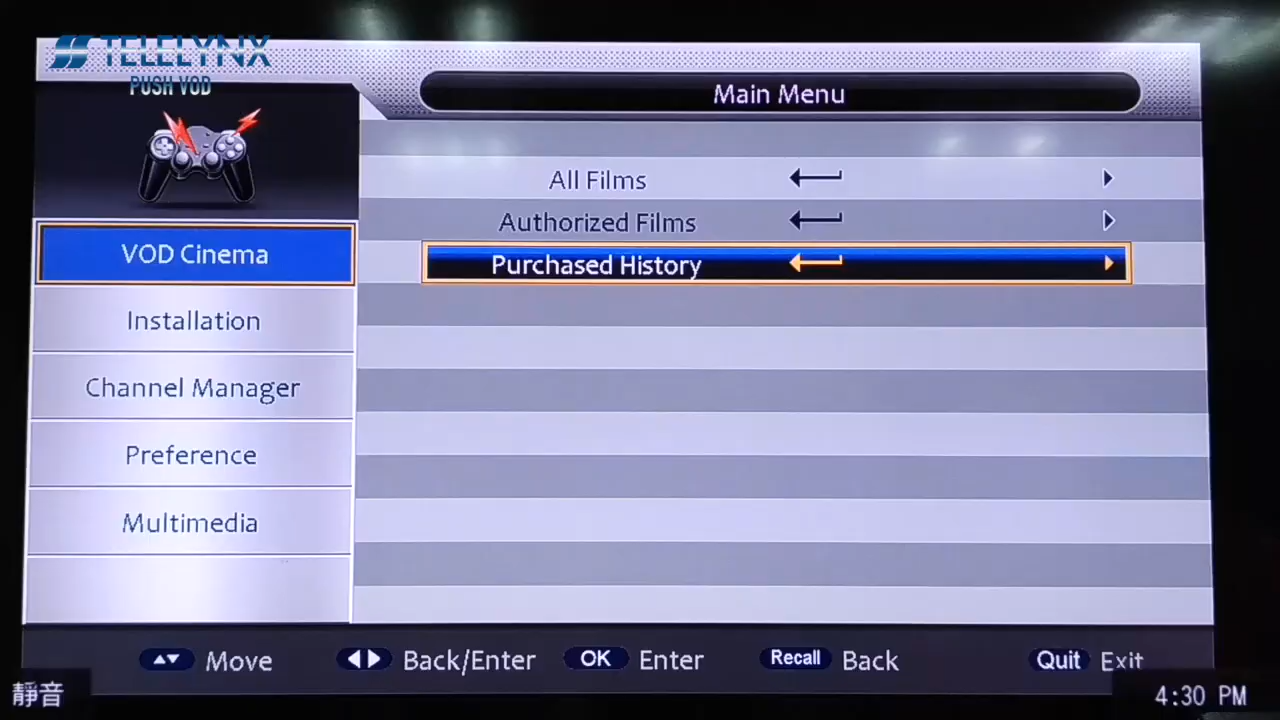 TELELYNX
PUSH VOD
Main Menu
All Films
Authorized Films
Purchased History
VOD Cinema
Installation
Channel Manager
Preference
Multimedia
Move
Back/Enter
OK Enter
Recall Back
Quit Exit
靜音
4:30 PM